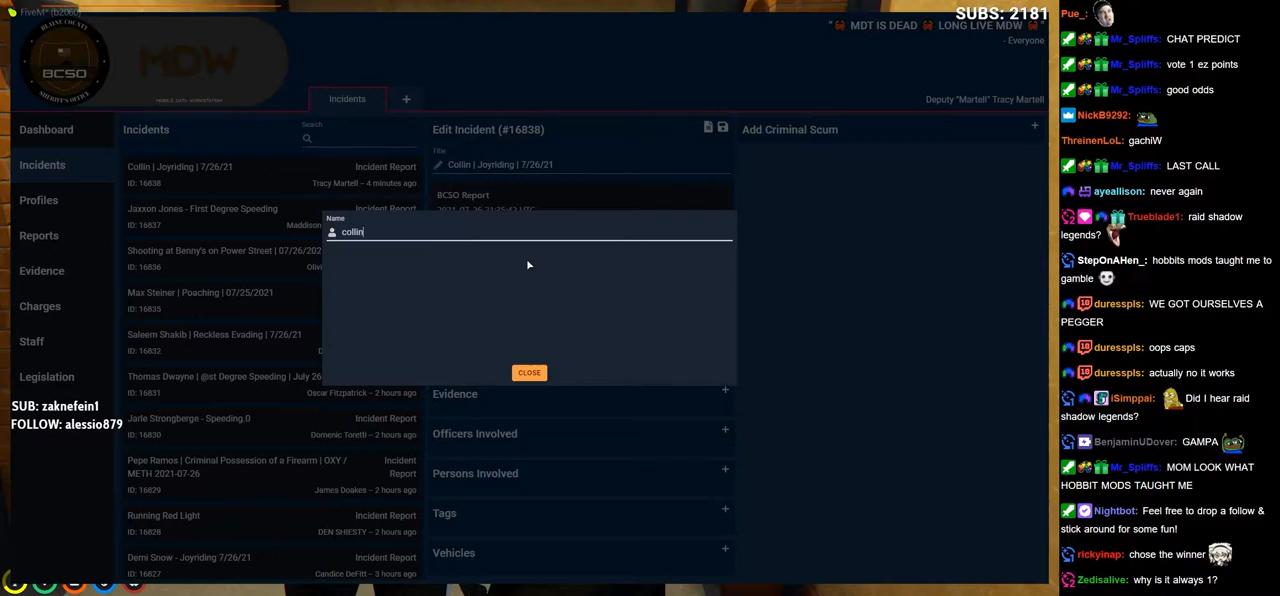 FiveM* (b2060)
SUBS: 2181
BLAINE COUNTY
BCSO
SHERIFF'S OFFICE
MDW
MOBILE DATA WORKSTATION
" MDT IS DEAD LONG LIVE MDW "
- Everyone
Incidents
+
Deputy "Martell" Tracy Martell
Dashboard
Incidents
Profiles
Reports
Evidence
Charges
Staff
Legislation
SUB: zaknefein1
FOLLOW: alessio879
Incidents
Search
Collin | Joyriding | 7/26/21
Incident Report
ID: 16838
Tracy Martell – 4 minutes ago
Jaxxon Jones - First Degree Speeding
Incident Report
ID: 16837
Maddison
Shooting at Benny's on Power Street | 07/26/202
ID: 16836
Olivi
Max Steiner | Poaching | 07/25/2021
ID: 16835
Saleem Shakib | Reckless Evading | 7/26/21
ID: 16832
D
Thomas Dwayne | @st Degree Speeding | July 26
ID: 16831
Oscar Fitzpatrick – 2 hours ago
Jarle Strongberge - Speeding.0
Incident Report
ID: 16830
Domenic Toretti – 2 hours ago
Pepe Ramos | Criminal Possession of a Firearm | OXY /
METH 2021-07-26
Incident
Report
ID: 16829
James Doakes – 2 hours ago
Running Red Light
Incident Report
ID: 16828
DEN SHIESTY – 2 hours ago
Demi Snow - Joyriding 7/26/21
Incident Report
ID: 16827
Candice DeFitt – 3 hours ago
Edit Incident (#16838)
Title
Collin | Joyriding | 7/26/21
BCSO Report
Name
collin
CLOSE
Evidence
+
Officers Involved
+
Persons Involved
+
Tags
+
Vehicles
+
Add Criminal Scum
+
Pue_:
Mr_Spliffs: CHAT PREDICT
Mr_Spliffs: vote 1 ez points
Mr_Spliffs: good odds
NickB9292:
ThreinenLoL: gachiW
Mr_Spliffs: LAST CALL
ayeallison: never again
Trueblade1: raid shadow
legends?
StepOnAHen_: hobbits mods taught me to
gamble
duresspls: WE GOT OURSELVES A
PEGGER
duresspls: oops caps
duresspls: actually no it works
iSimppai: Did I hear raid
shadow legends?
BenjaminUDover: GAMPA
Mr_Spliffs: MOM LOOK WHAT
HOBBIT MODS TAUGHT ME
Nightbot: Feel free to drop a follow &
stick around for some fun!
rickyinap: chose the winner
Zedisalive: why is it always 1?